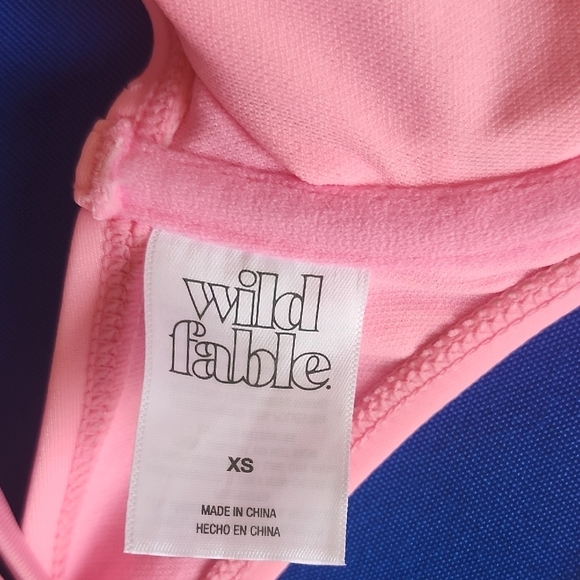 wild
fable.
XS
MADE IN CHINA
HECHO EN CHINA